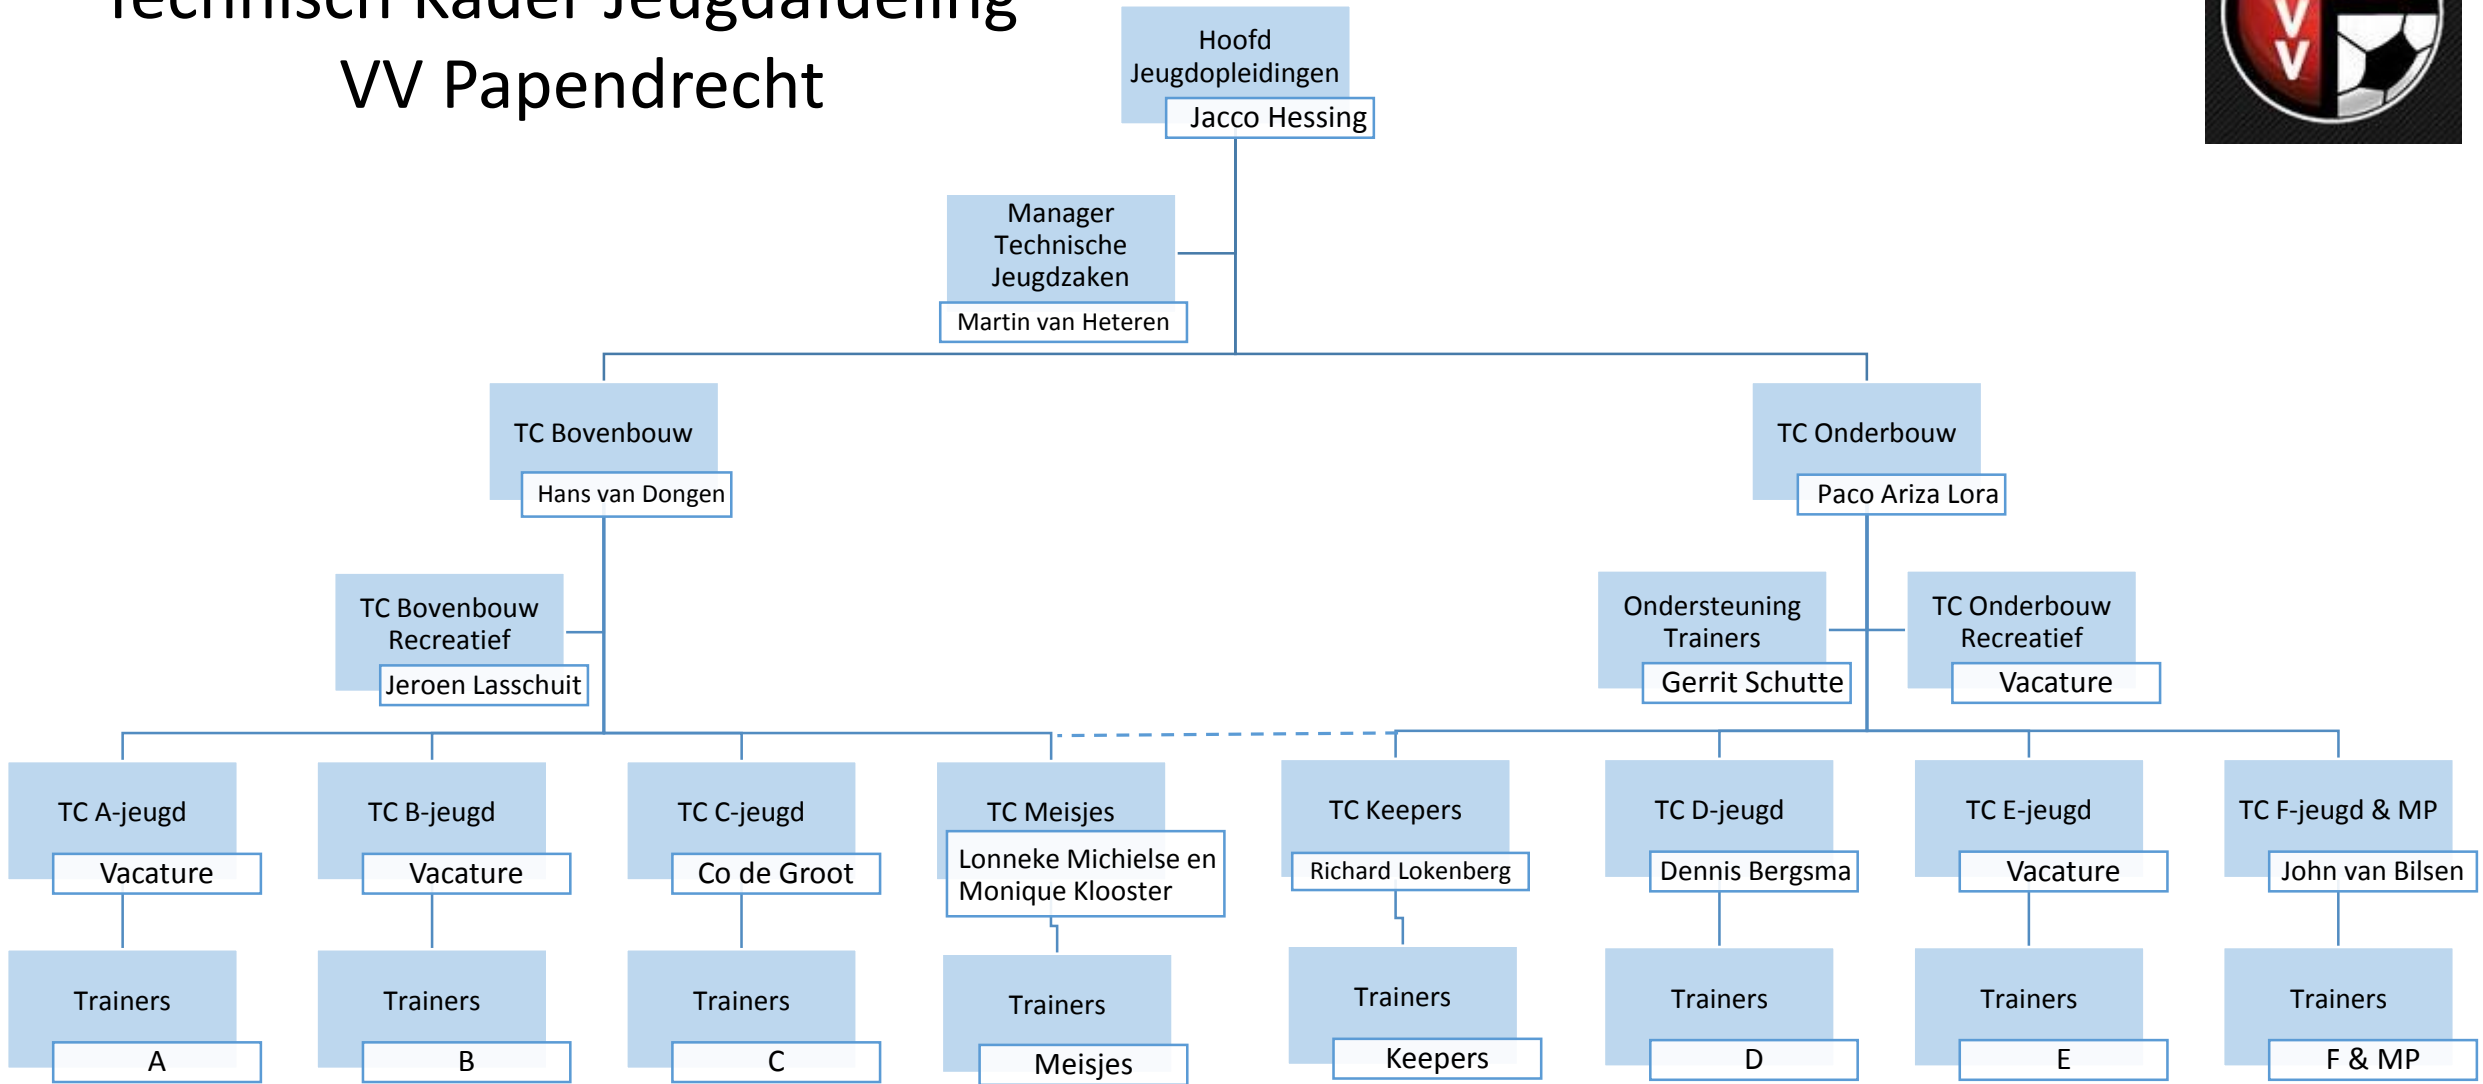 Technisch Kader Jeugdafdeling
VV Papendrecht
V
V
Hoofd
Jeugdopleidingen
Jacco Hessing
Manager
Technische
Jeugdzaken
Martin van Heteren
TC Bovenbouw
Hans van Dongen
TC Onderbouw
Paco Ariza Lora
TC Bovenbouw
Recreatief
Jeroen Lasschuit
Ondersteuning
Trainers
Gerrit Schutte
TC Onderbouw
Recreatief
Vacature
TC A-jeugd
Vacature
TC B-jeugd
Vacature
TC C-jeugd
Co de Groot
TC Meisjes
Lonneke Michielse en
Monique Klooster
TC Keepers
Richard Lokenberg
TC D-jeugd
Dennis Bergsma
TC E-jeugd
Vacature
TC F-jeugd & MP
John van Bilsen
Trainers
A
Trainers
B
Trainers
C
Trainers
Meisjes
Trainers
Keepers
Trainers
D
Trainers
E
Trainers
F & MP